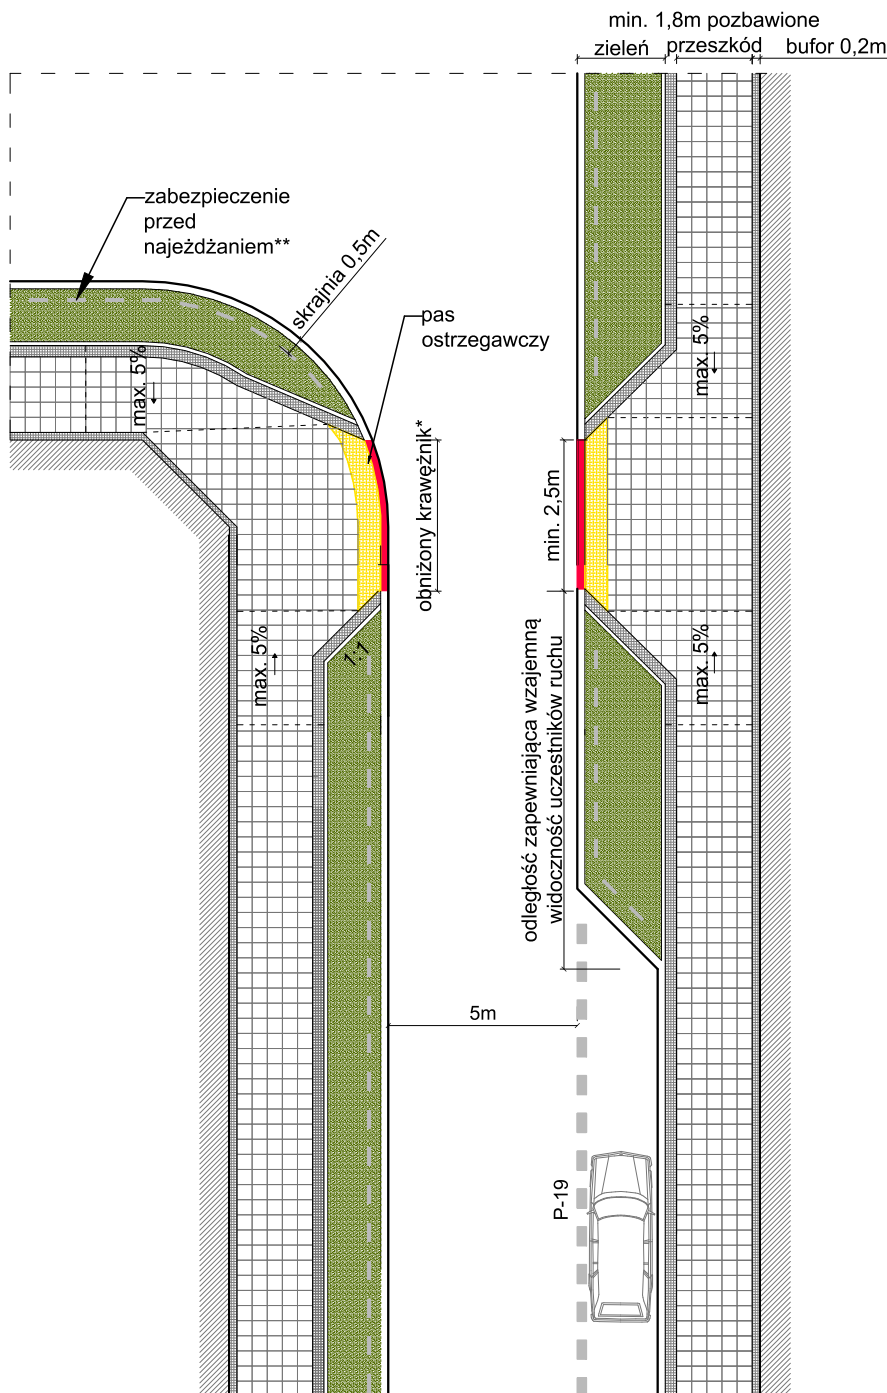 min. 1,8m pozbawione
zieleń
przeszkód
bufor 0,2m
zabezpieczenie
przed
najeżdżaniem**
skrajnia 0,5m
pas
ostrzegawczy
max. 5%
max. 5%
obniżony krawężnik*
min. 2,5m
max. 5%
1:1
max. 5%
odległość zapewniająca wzajemną
widoczność uczestników ruchu
5m
P-19